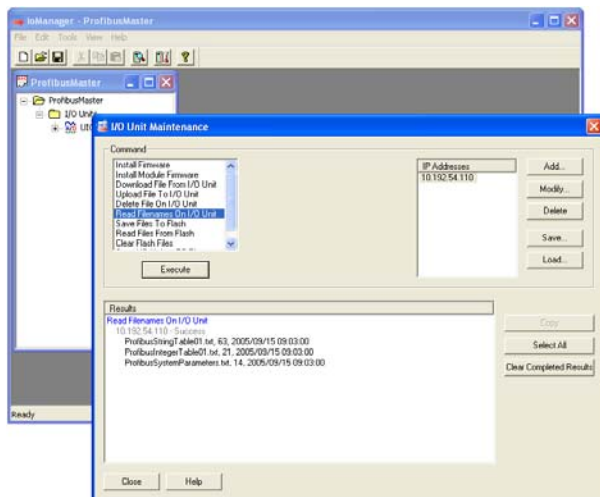 ioManager - ProfibusMaster
File Edit Tools View Help
ProfibusMaster
ProfibusMaster
I/O Units
I/O Unit Maintenance
Command
Install Firmware
Install Module Firmware
Download File From I/O Unit
Upload File To I/O Unit
Delete File On I/O Unit
Read Filenames On I/O Unit
Save Files To Flash
Read Files From Flash
Clear Flash Files
Execute
IP Addresses
10.192.54.110
Add...
Modify...
Delete
Save...
Load...
Results
Read Filenames On I/O Unit
10.192.54.110 - Success
ProfibusStringTable01.txt, 63, 2005/09/15 09:03:00
ProfibusIntegerTable01.txt, 21, 2005/09/15 09:03:00
ProfibusSystemParameters.txt, 14, 2005/09/15 09:03:00
Copy
Select All
Clear Completed Results
Ready
Close
Help